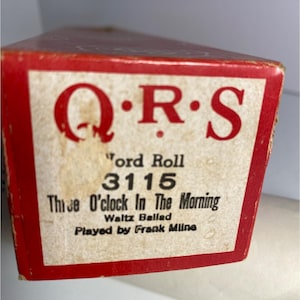 Q·R·S
Word Roll
3115
Three O'clock In The Morning
Waltz Ballad
Played by Frank Milne